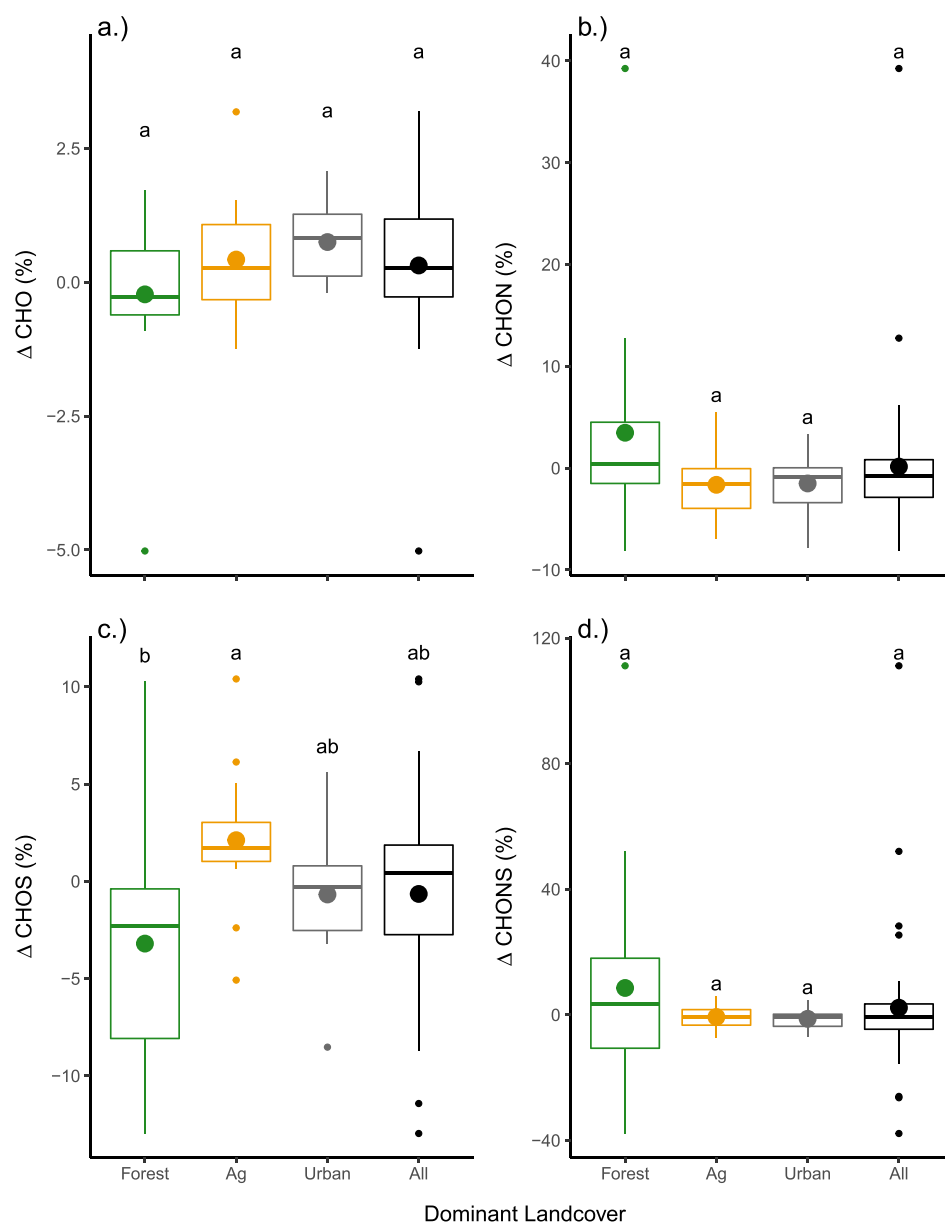 a.)
a
a
a
a
2.5
0.0
−2.5
−5.0
Δ CHO (%)
b.)
a
a
a
a
40
30
20
10
0
−10
Δ CHON (%)
c.)
b
a
ab
ab
10
5
0
−5
−10
Δ CHOS (%)
Forest Ag Urban All
d.)
a
a
a
a
120
80
40
0
−40
Δ CHONS (%)
Forest Ag Urban All
Dominant Landcover